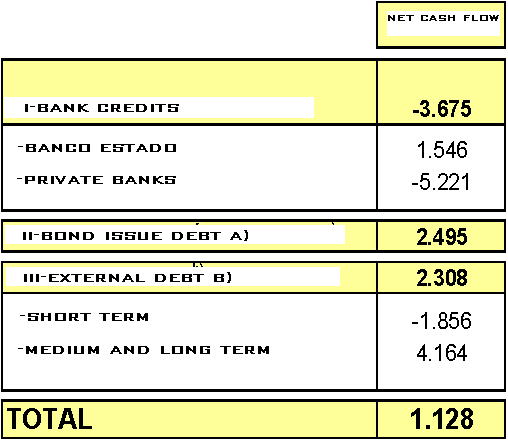 NET CASH FLOW
I-BANK CREDITS -3.675
-BANCO ESTADO 1.546
-PRIVATE BANKS -5.221
II-BOND ISSUE DEBT A) 2.495
III-EXTERNAL DEBT B) 2.308
-SHORT TERM -1.856
-MEDIUM AND LONG TERM 4.164
TOTAL 1.128